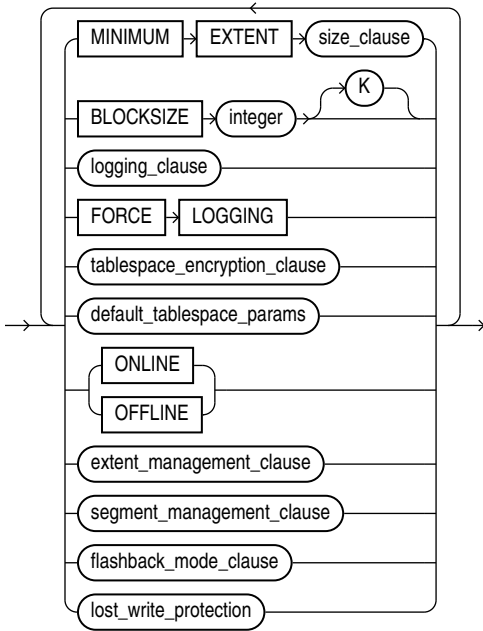 MINIMUM EXTENT size_clause
K
BLOCKSIZE integer
logging_clause
FORCE LOGGING
tablespace_encryption_clause
default_tablespace_params
ONLINE
OFFLINE
extent_management_clause
segment_management_clause
flashback_mode_clause
lost_write_protection